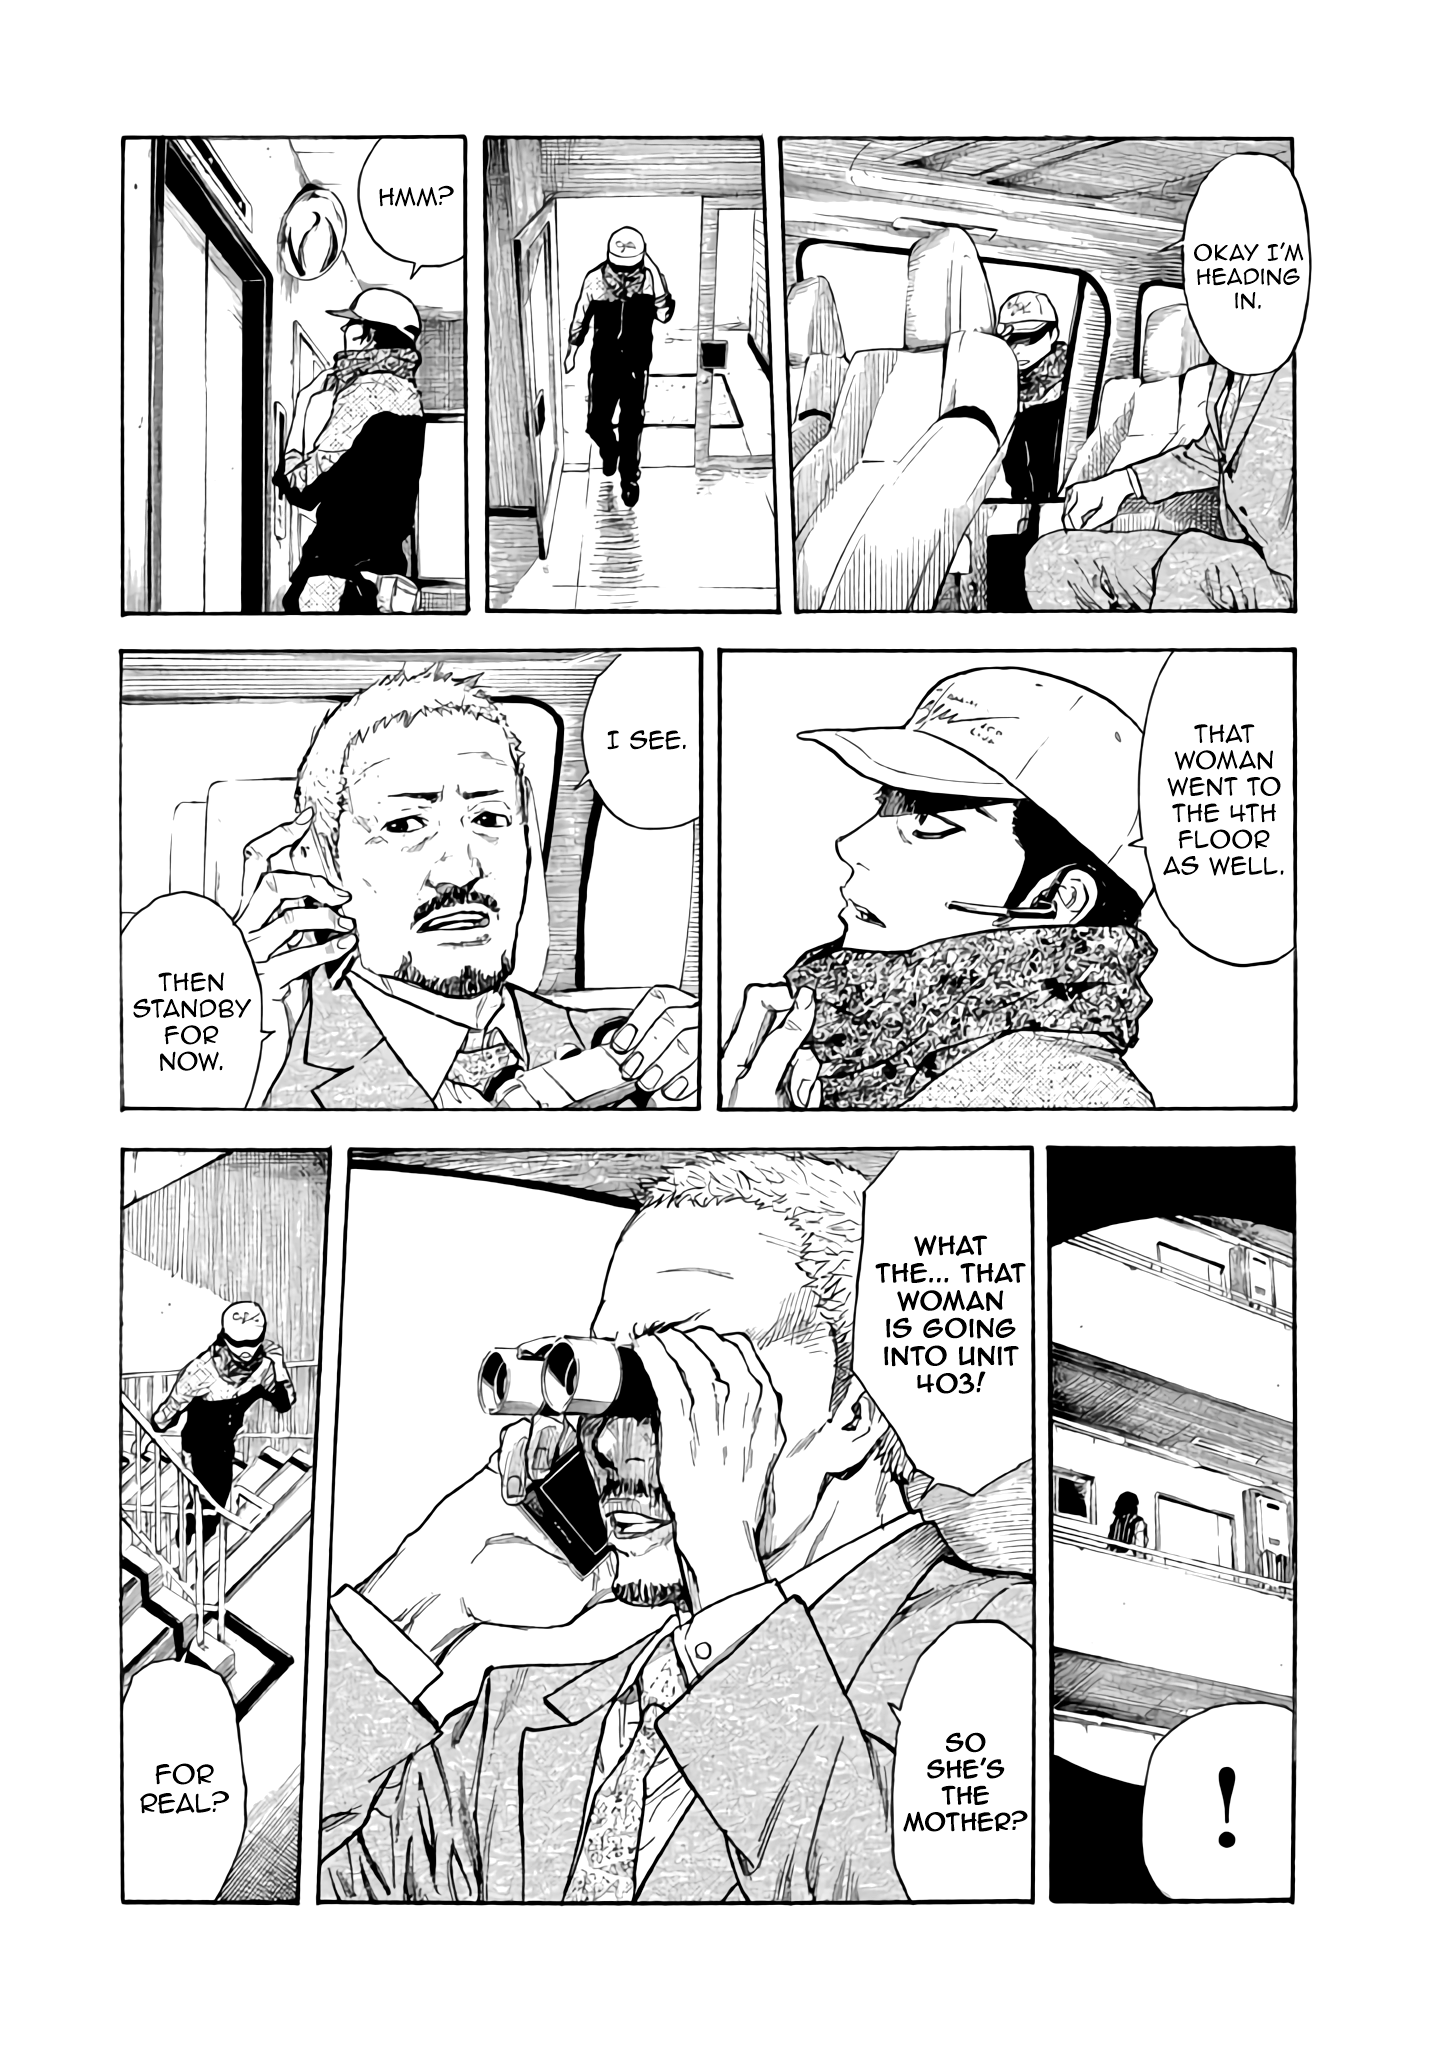 OKAY I'M
HEADING
IN.
HMM?
THAT
WOMAN
WENT TO
THE 4TH
FLOOR
AS WELL.
I SEE.
THEN
STANDBY
FOR
NOW.
!
WHAT
THE... THAT
WOMAN
IS GOING
INTO UNIT
403!
SO
SHE'S
THE
MOTHER?
FOR
REAL?